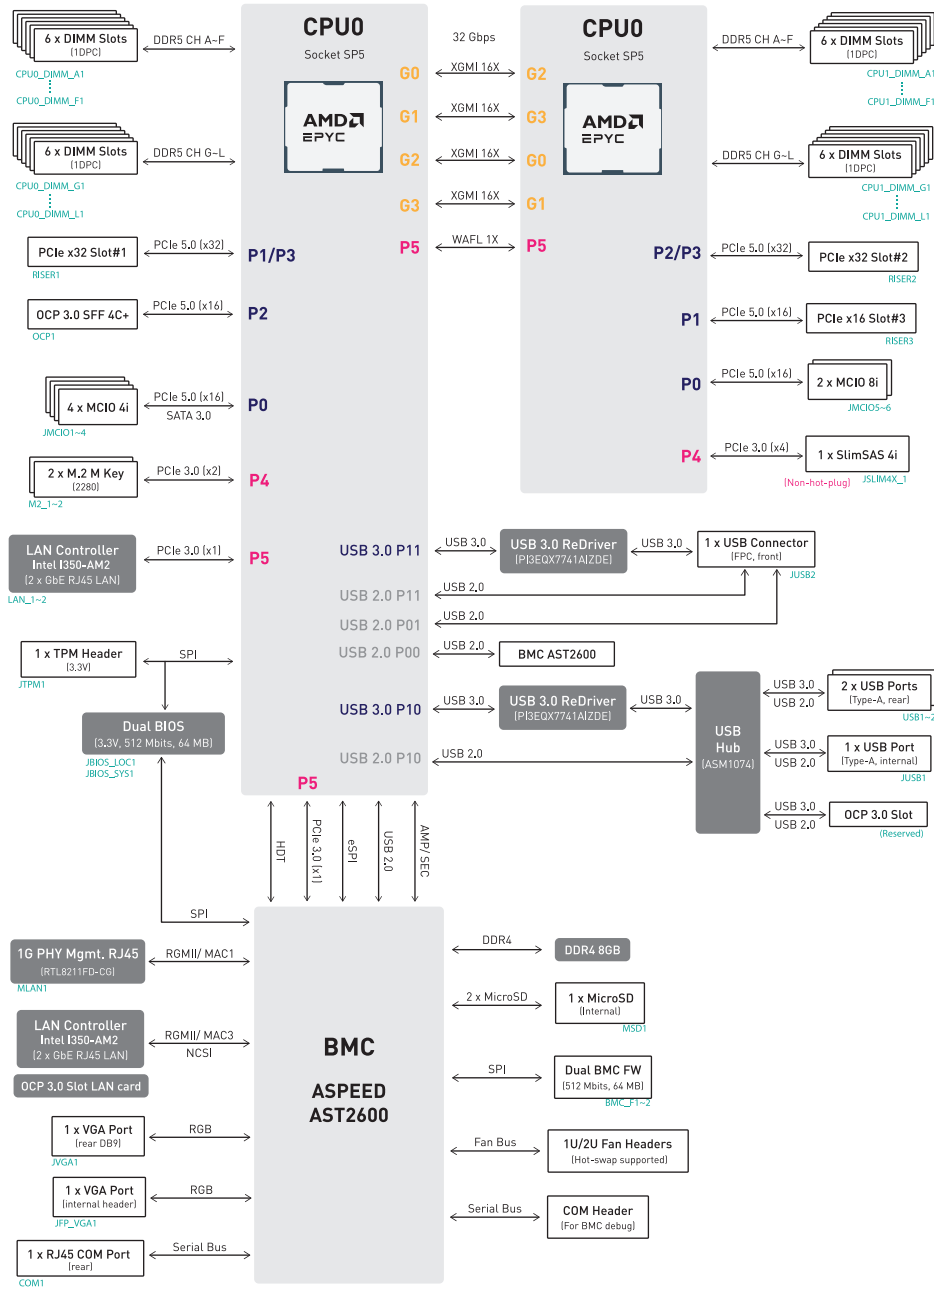 CPU0
Socket SP5
32 Gbps
CPU0
Socket SP5
6 x DIMM Slots
(1DPC)
DDR5 CH A~F
CPU0_DIMM_A1
CPU0_DIMM_F1
G0
XGMI 16X
G2
DDR5 CH A~F
6 x DIMM Slots
(1DPC)
CPU1_DIMM_A1
CPU1_DIMM_F1
AMD
EPYC
G1
XGMI 16X
G3
AMD
EPYC
6 x DIMM Slots
(1DPC)
DDR5 CH G~L
CPU0_DIMM_G1
CPU0_DIMM_L1
G2
XGMI 16X
G0
DDR5 CH G~L
6 x DIMM Slots
(1DPC)
CPU1_DIMM_G1
CPU1_DIMM_L1
G3
XGMI 16X
G1
PCIe x32 Slot#1
RISER1
PCIe 5.0 (x32)
P1/P3
P5
WAFL 1X
P5
P2/P3
PCIe 5.0 (x32)
PCIe x32 Slot#2
RISER2
OCP 3.0 SFF 4C+
OCP1
PCIe 5.0 (x16)
P2
P1
PCIe 5.0 (x16)
PCIe x16 Slot#3
RISER3
4 x MCIO 4i
JMCIO1~4
PCIe 5.0 (x16)
SATA 3.0
P0
P0
PCIe 5.0 (x16)
2 x MCIO 8i
JMCIO5~6
2 x M.2 M Key
(2280)
M2_1~2
PCIe 3.0 (x2)
P4
P4
PCIe 3.0 (x4)
1 x SlimSAS 4i
(Non-hot-plug)
JSLIM4X_1
LAN Controller
Intel I350-AM2
(2 x GbE RJ45 LAN)
LAN_1~2
PCIe 3.0 (x1)
P5
USB 3.0 P11
USB 3.0
USB 3.0 ReDriver
(PI3EQX7741AIZDE)
USB 3.0
1 x USB Connector
(FPC, front)
JUSB2
USB 2.0 P11
USB 2.0
USB 2.0 P01
USB 2.0
USB 2.0 P00
USB 2.0
BMC AST2600
1 x TPM Header
(3.3V)
JTPM1
SPI
Dual BIOS
(3.3V, 512 Mbits, 64 MB)
JBIOS_LOC1
JBIOS_SYS1
USB 3.0 P10
USB 3.0
USB 3.0 ReDriver
(PI3EQX7741AIZDE)
USB 3.0
USB 2.0 P10
USB 2.0
USB
Hub
(ASM1074)
USB 3.0
USB 2.0
2 x USB Ports
(Type-A, rear)
USB1~2
USB 3.0
USB 2.0
1 x USB Port
(Type-A, internal)
JUSB1
USB 3.0
USB 2.0
OCP 3.0 Slot
(Reserved)
P5
HDT
PCIe 3.0 (x1)
eSPI
USB 2.0
AMP/ SEC
SPI
BMC
ASPEED
AST2600
1G PHY Mgmt. RJ45
(RTL8211FD-CG)
MLAN1
RGMII/ MAC1
LAN Controller
Intel I350-AM2
(2 x GbE RJ45 LAN)
RGMII/ MAC3
NCSI
OCP 3.0 Slot LAN card
1 x VGA Port
(rear DB9)
JVGA1
RGB
1 x VGA Port
(internal header)
JFP_VGA1
RGB
1 x RJ45 COM Port
(rear)
COM1
Serial Bus
DDR4
DDR4 8GB
2 x MicroSD
1 x MicroSD
(Internal)
MSD1
SPI
Dual BMC FW
(512 Mbits, 64 MB)
BMC_F1~2
Fan Bus
1U/2U Fan Headers
(Hot-swap supported)
Serial Bus
COM Header
(For BMC debug)